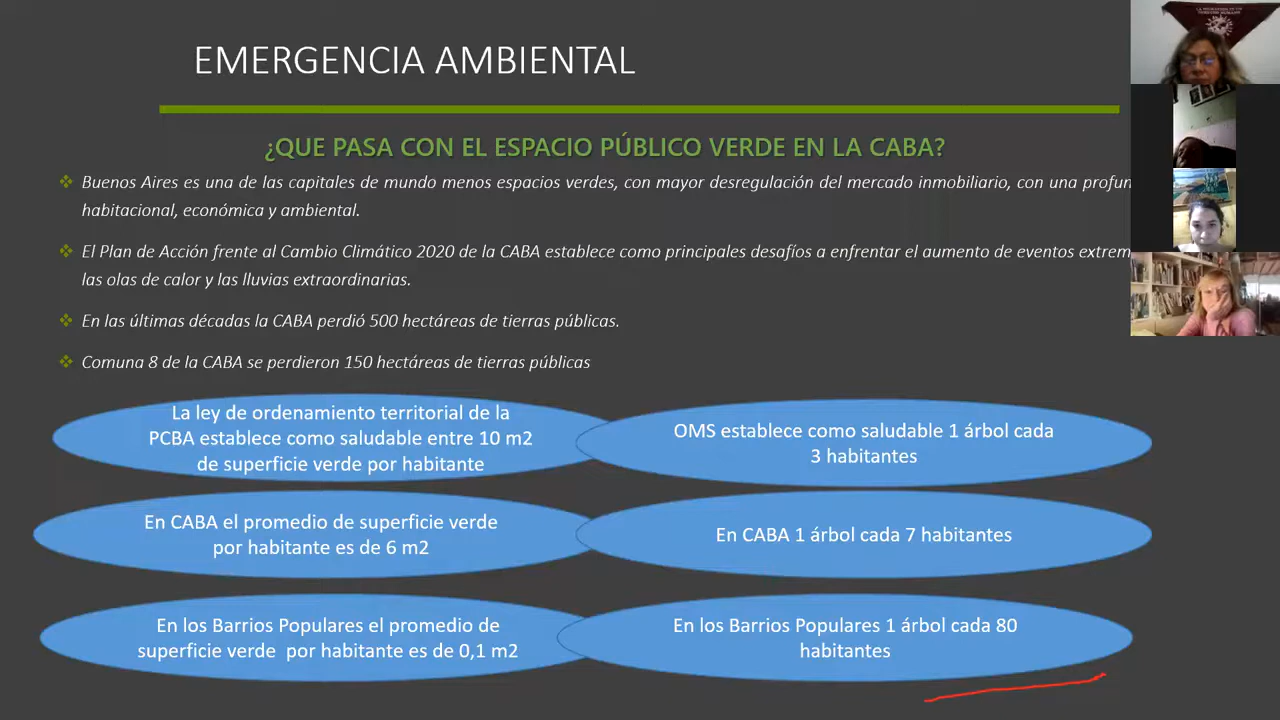 EMERGENCIA AMBIENTAL
¿QUE PASA CON EL ESPACIO PÚBLICO VERDE EN LA CABA?
Buenos Aires es una de las capitales de mundo menos espacios verdes, con mayor desregulación del mercado inmobiliario, con una profun
habitacional, económica y ambiental.
El Plan de Acción frente al Cambio Climático 2020 de la CABA establece como principales desafíos a enfrentar el aumento de eventos extrem
las olas de calor y las lluvias extraordinarias.
En las últimas décadas la CABA perdió 500 hectáreas de tierras públicas.
Comuna 8 de la CABA se perdieron 150 hectáreas de tierras públicas
La ley de ordenamiento territorial de la
PCBA establece como saludable entre 10 m2
de superficie verde por habitante
OMS establece como saludable 1 árbol cada
3 habitantes
En CABA el promedio de superficie verde
por habitante es de 6 m2
En CABA 1 árbol cada 7 habitantes
En los Barrios Populares el promedio de
superficie verde por habitante es de 0,1 m2
En los Barrios Populares 1 árbol cada 80
habitantes